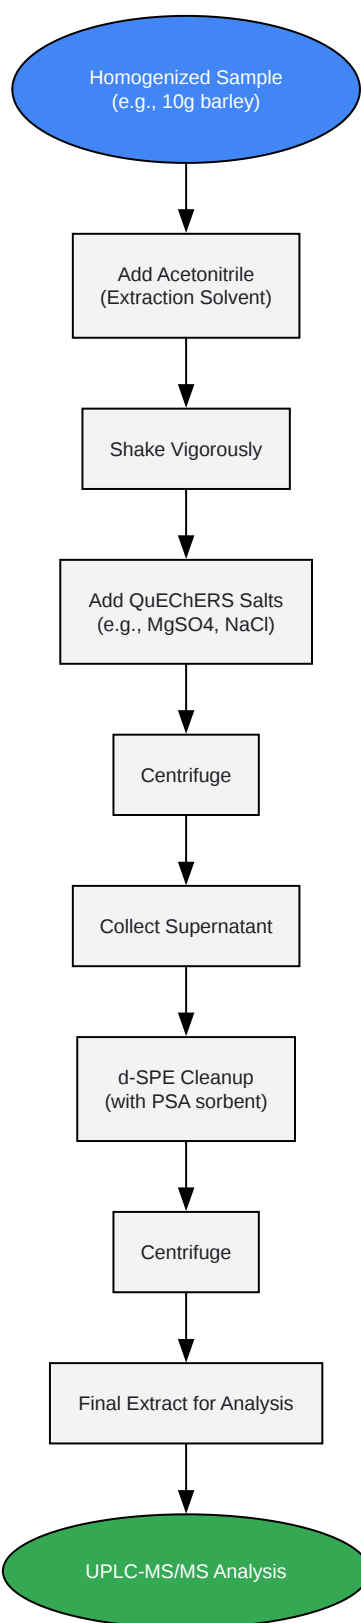 Homogenized Sample
(e.g., 10g barley)
Add Acetonitrile
(Extraction Solvent)
Shake Vigorously
Add QuEChERS Salts
(e.g., MgSO4, NaCl)
Centrifuge
Collect Supernatant
d-SPE Cleanup
(with PSA sorbent)
Centrifuge
Final Extract for Analysis
UPLC-MS/MS Analysis